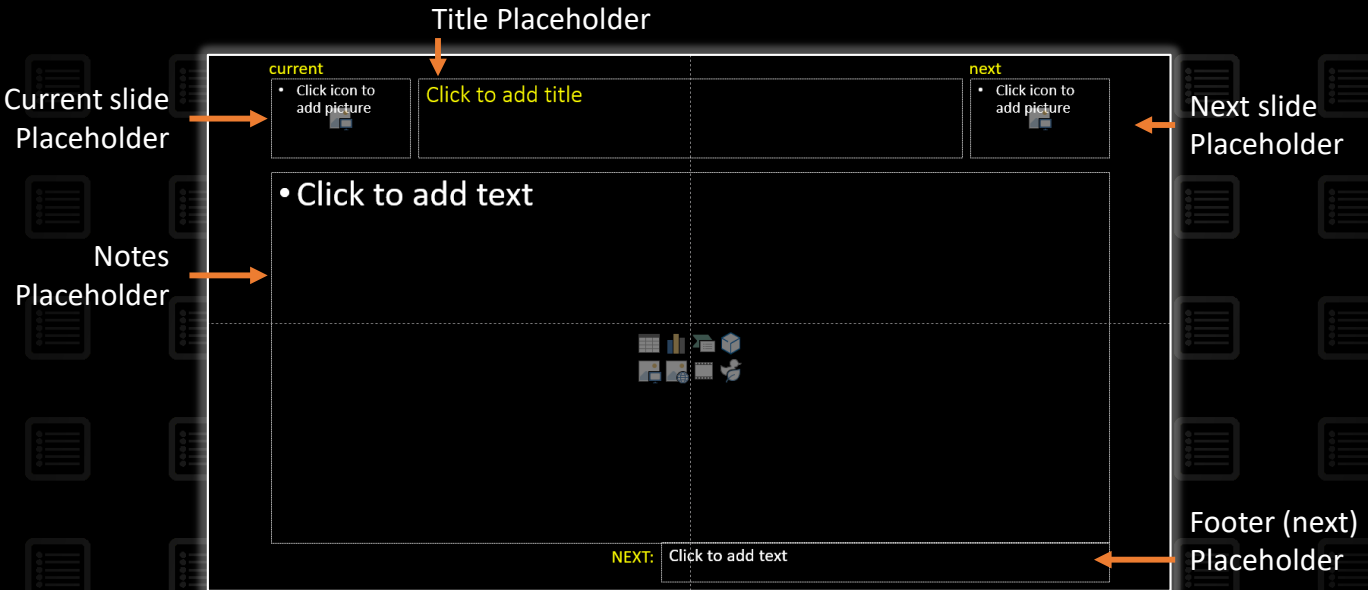 Title Placeholder
current
next
• Click icon to
add picture
Click to add title
• Click icon to
add picture
Current slide
Placeholder
Next slide
Placeholder
• Click to add text
Notes
Placeholder
NEXT:
Click to add text
Footer (next)
Placeholder